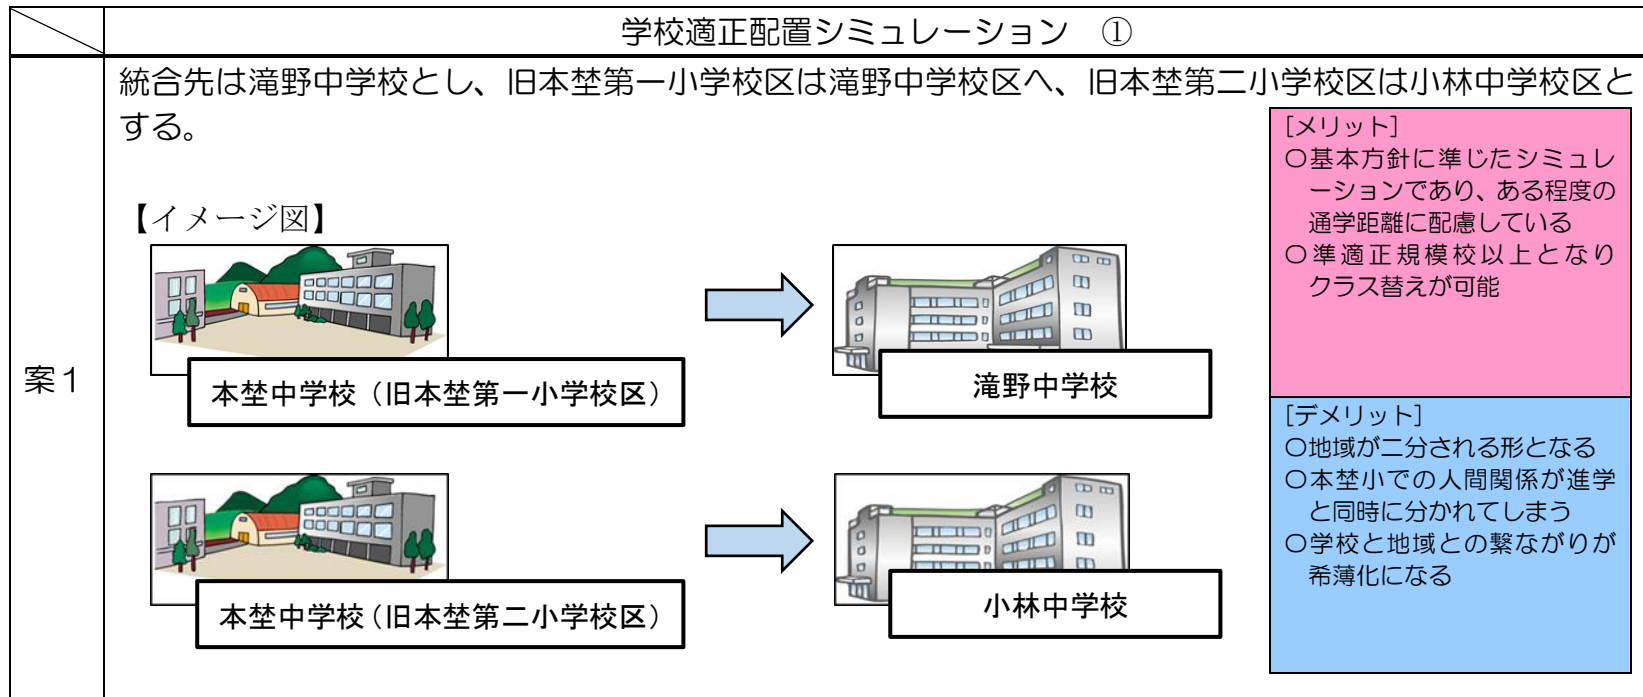 学校適正配置シミュレーション　①
案１
統合先は滝野中学校とし、旧本埜第一小学校区は滝野中学校区へ、旧本埜第二小学校区は小林中学校区と
する。
【イメージ図】
本埜中学校（旧本埜第一小学校区）
滝野中学校
本埜中学校（旧本埜第二小学校区）
小林中学校
［メリット］
〇基本方針に準じたシミュレ
ーションであり、ある程度の
通学距離に配慮している
〇準適正規模校以上となり
クラス替えが可能
［デメリット］
〇地域が二分される形となる
〇本埜小での人間関係が進学
と同時に分かれてしまう
〇学校と地域との繋ながりが
希薄化になる